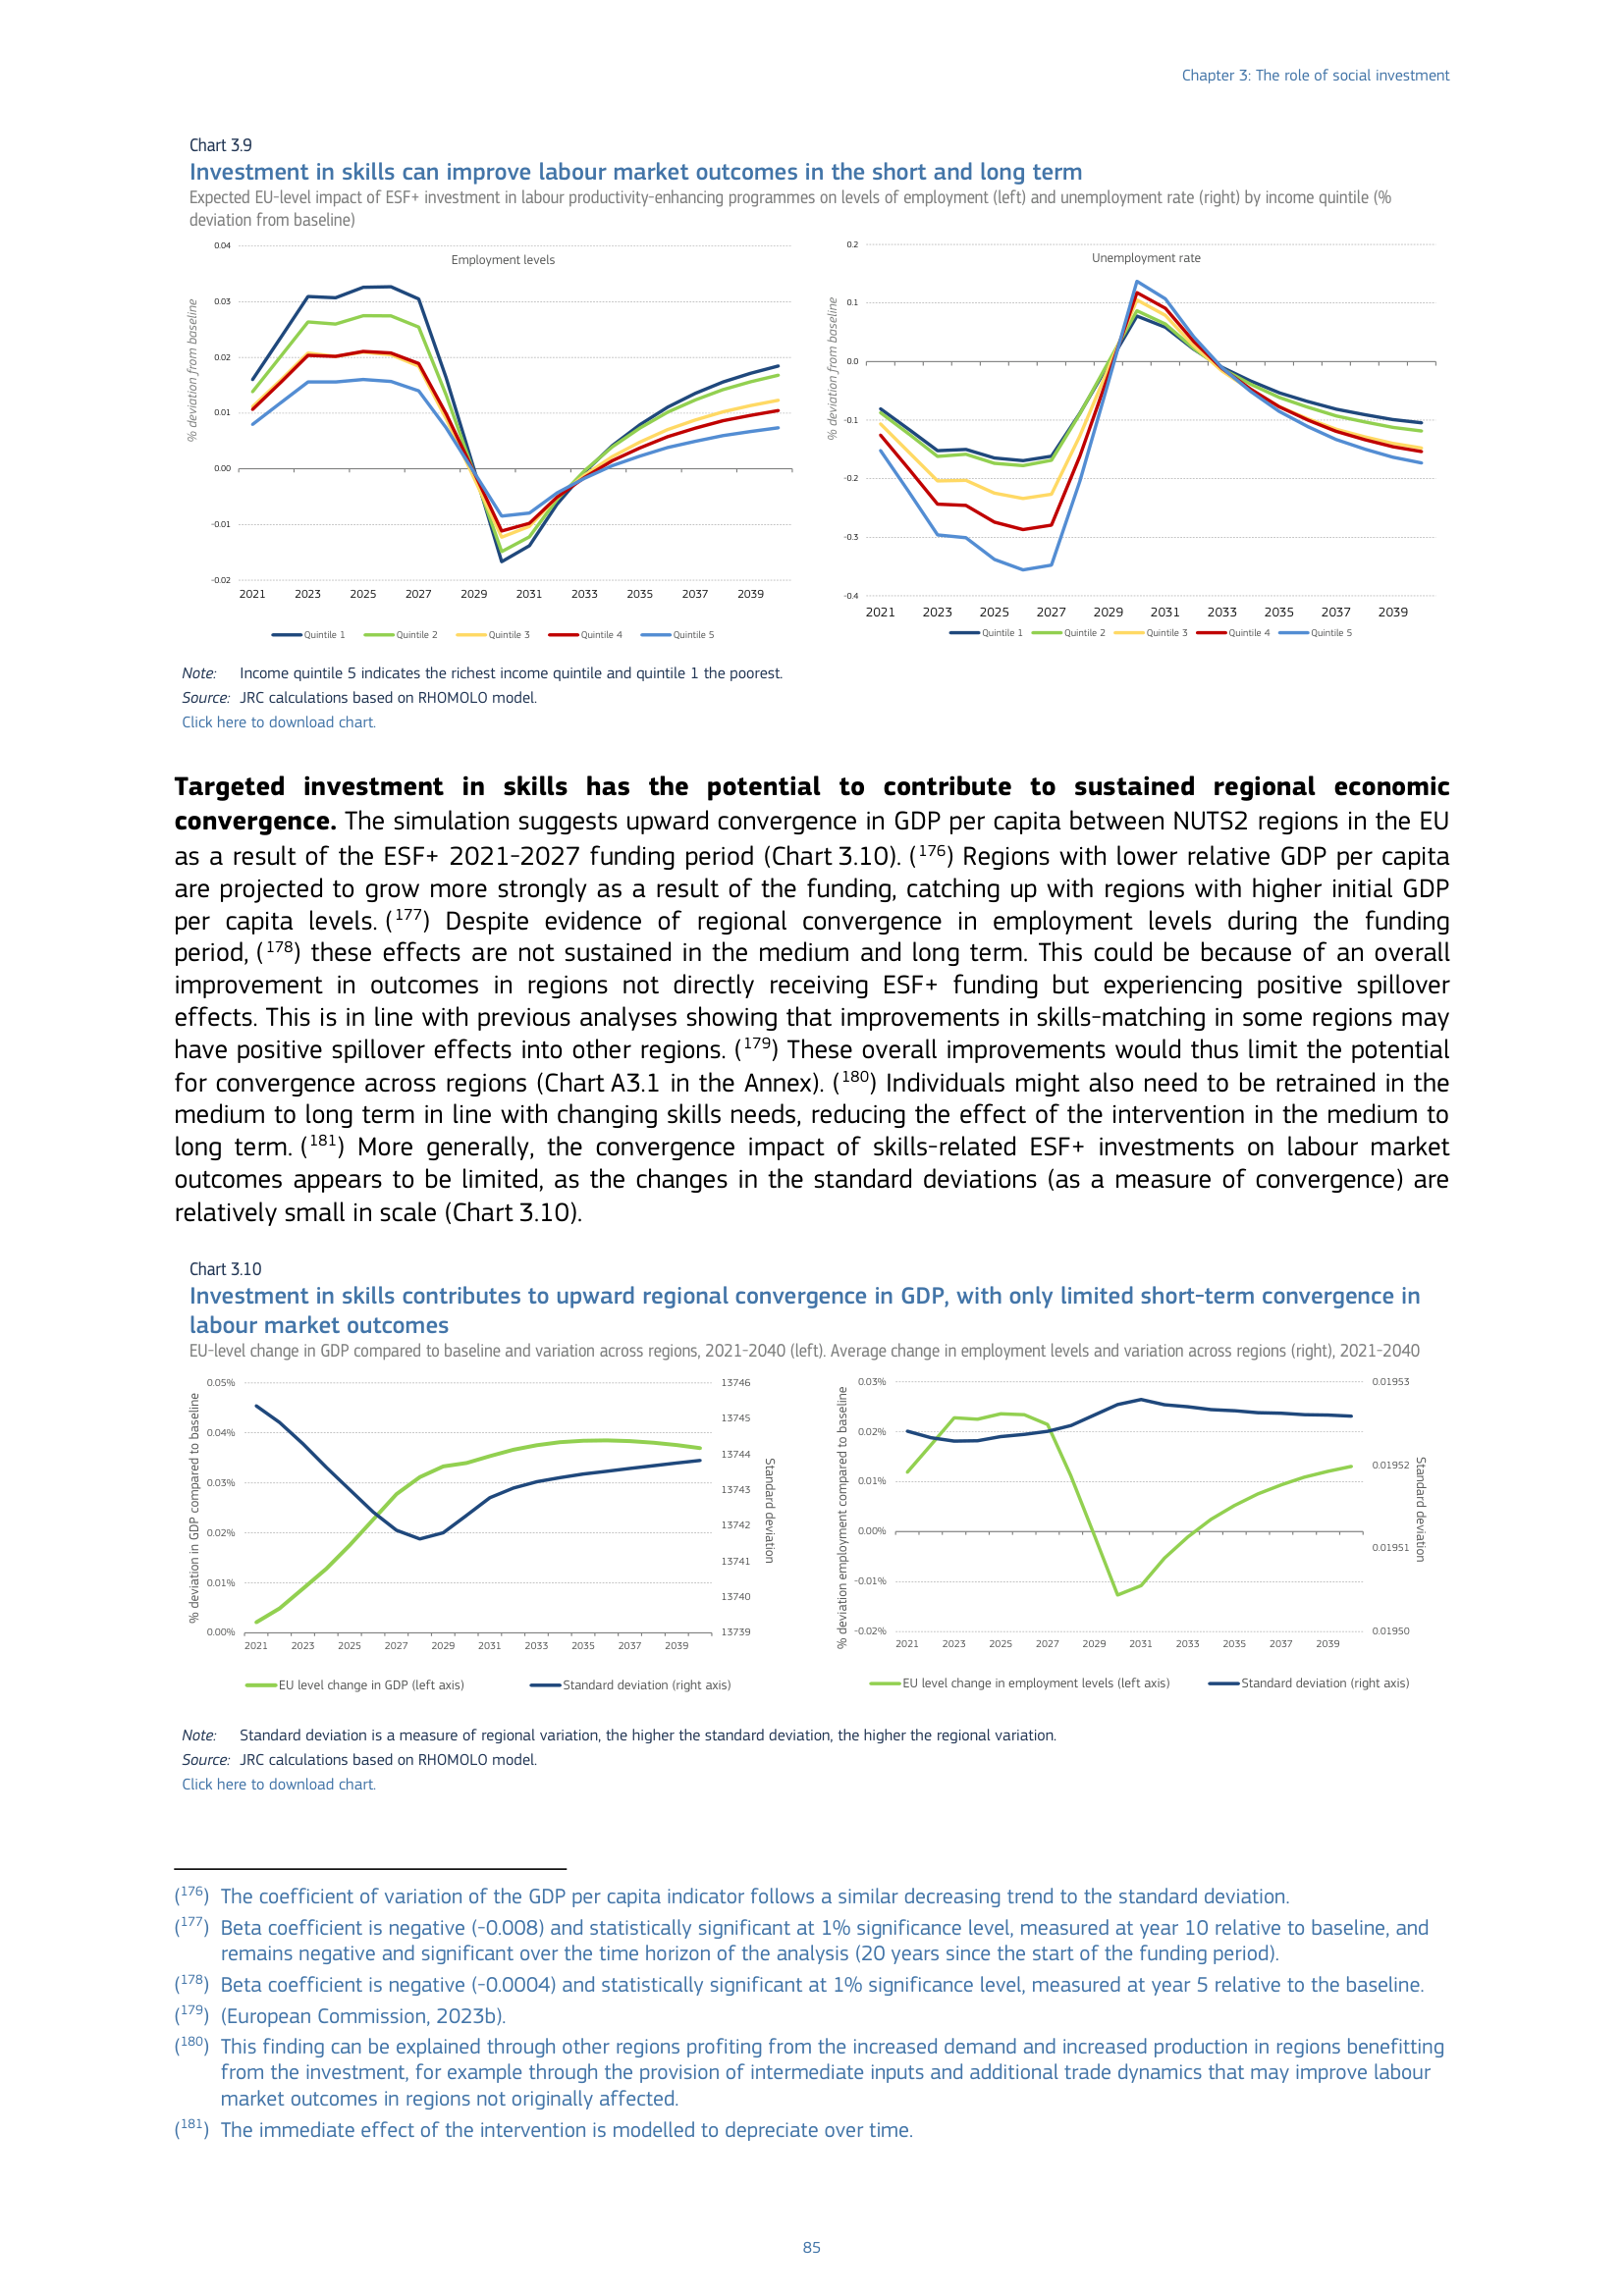 Chapter 3: The role of social investment
Chart 3.9
Investment in skills can improve labour market outcomes in the short and long term
Expected EU-level impact of ESF+ investment in labour productivity-enhancing programmes on levels of employment (left) and unemployment rate (right) by income quintile (%
deviation from baseline)
Employment levels
% deviation from baseline
0.04
0.03
0.02
0.01
0.00
-0.01
-0.02
2021 2023 2025 2027 2029 2031 2033 2035 2037 2039
Quintile 1 Quintile 2 Quintile 3 Quintile 4 Quintile 5
Unemployment rate
% deviation from baseline
0.2
0.1
0.0
-0.1
-0.2
-0.3
-0.4
2021 2023 2025 2027 2029 2031 2033 2035 2037 2039
Quintile 1 Quintile 2 Quintile 3 Quintile 4 Quintile 5
Note: Income quintile 5 indicates the richest income quintile and quintile 1 the poorest.
Source: JRC calculations based on RHOMOLO model.
Click here to download chart.
Targeted investment in skills has the potential to contribute to sustained regional economic
convergence. The simulation suggests upward convergence in GDP per capita between NUTS2 regions in the EU
as a result of the ESF+ 2021-2027 funding period (Chart 3.10). (176) Regions with lower relative GDP per capita
are projected to grow more strongly as a result of the funding, catching up with regions with higher initial GDP
per capita levels. (177) Despite evidence of regional convergence in employment levels during the funding
period, (178) these effects are not sustained in the medium and long term. This could be because of an overall
improvement in outcomes in regions not directly receiving ESF+ funding but experiencing positive spillover
effects. This is in line with previous analyses showing that improvements in skills-matching in some regions may
have positive spillover effects into other regions. (179) These overall improvements would thus limit the potential
for convergence across regions (Chart A3.1 in the Annex). (180) Individuals might also need to be retrained in the
medium to long term in line with changing skills needs, reducing the effect of the intervention in the medium to
long term. (181) More generally, the convergence impact of skills-related ESF+ investments on labour market
outcomes appears to be limited, as the changes in the standard deviations (as a measure of convergence) are
relatively small in scale (Chart 3.10).
Chart 3.10
Investment in skills contributes to upward regional convergence in GDP, with only limited short-term convergence in
labour market outcomes
EU-level change in GDP compared to baseline and variation across regions, 2021-2040 (left). Average change in employment levels and variation across regions (right), 2021-2040
% deviation in GDP compared to baseline
0.05%
0.04%
0.03%
0.02%
0.01%
0.00%
13746
13745
13744
13743
13742
13741
13740
13739
Standard deviation
2021 2023 2025 2027 2029 2031 2033 2035 2037 2039
EU level change in GDP (left axis) Standard deviation (right axis)
% deviation employment compared to baseline
0.03%
0.02%
0.01%
0.00%
-0.01%
-0.02%
0.01953
0.01952
0.01951
0.01950
Standard deviation
2021 2023 2025 2027 2029 2031 2033 2035 2037 2039
EU level change in employment levels (left axis) Standard deviation (right axis)
Note: Standard deviation is a measure of regional variation, the higher the standard deviation, the higher the regional variation.
Source: JRC calculations based on RHOMOLO model.
Click here to download chart.
(176) The coefficient of variation of the GDP per capita indicator follows a similar decreasing trend to the standard deviation.
(177) Beta coefficient is negative (-0.008) and statistically significant at 1% significance level, measured at year 10 relative to baseline, and
remains negative and significant over the time horizon of the analysis (20 years since the start of the funding period).
(178) Beta coefficient is negative (-0.0004) and statistically significant at 1% significance level, measured at year 5 relative to the baseline.
(179) (European Commission, 2023b).
(180) This finding can be explained through other regions profiting from the increased demand and increased production in regions benefitting
from the investment, for example through the provision of intermediate inputs and additional trade dynamics that may improve labour
market outcomes in regions not originally affected.
(181) The immediate effect of the intervention is modelled to depreciate over time.
85